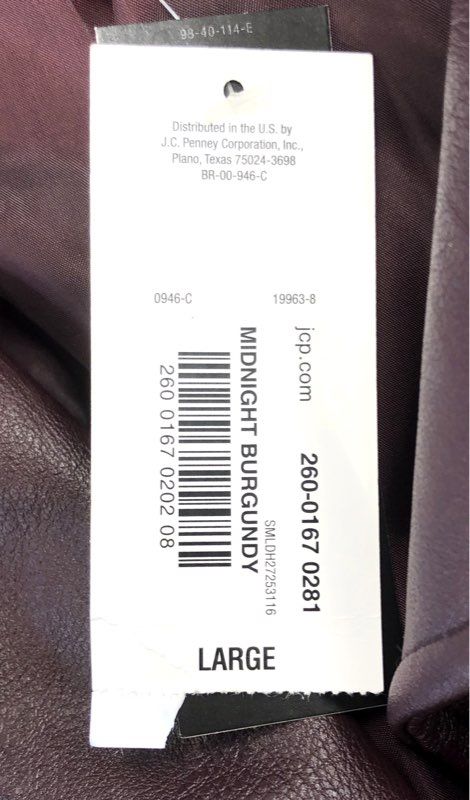 98-40-114-E
Distributed in the U.S. by
J.C. Penney Corporation, Inc.,
Plano, Texas 75024-3698
BR-00-946-C
0946-C
19963-8
jcp.com
260-0167 0281
SMLDH27253116
MIDNIGHT BURGUNDY
260 0167 0202 08
LARGE